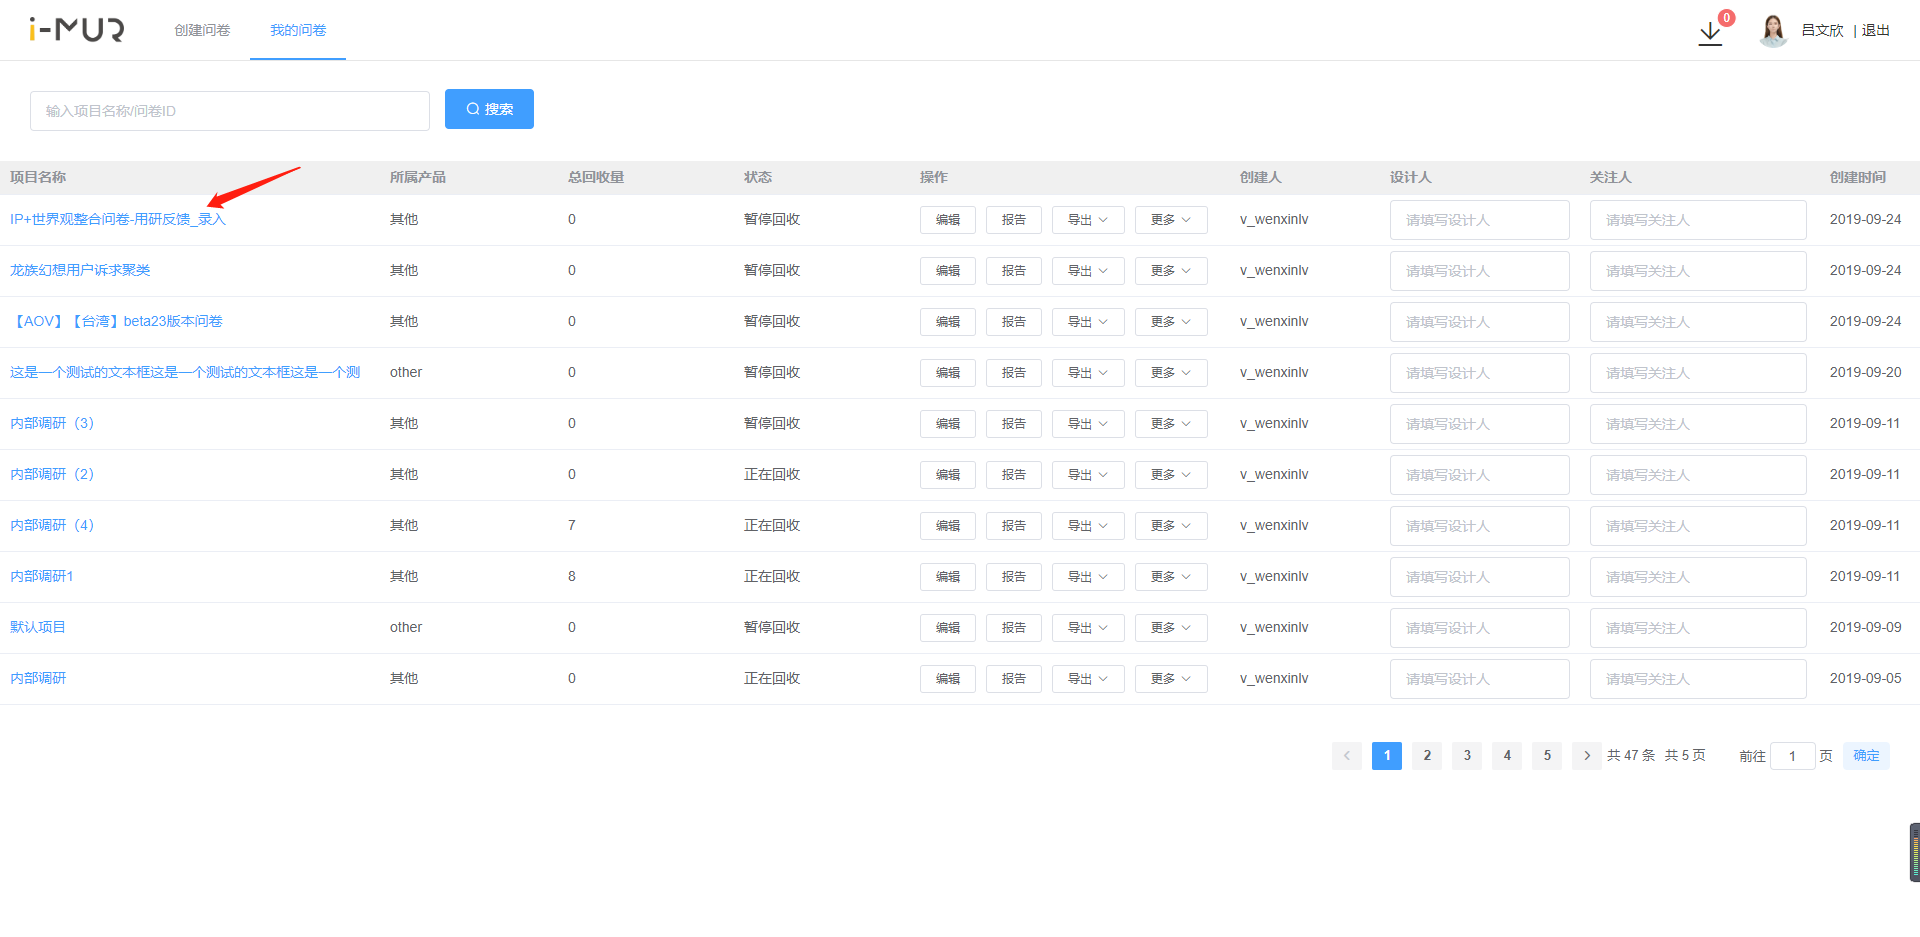 i-MUR 创建问卷 我的问卷 0 吕文欣 | 退出
输入项目名称/问卷ID 搜索
项目名称 所属产品 总回收量 状态 操作 创建人 设计人 关注人 创建时间
IP+世界观整合问卷-用研反馈_录入 其他 0 暂停回收 编辑 报告 导出 更多 v_wenxinlv 请填写设计人 请填写关注人 2019-09-24
龙族幻想用户诉求聚类 其他 0 暂停回收 编辑 报告 导出 更多 v_wenxinlv 请填写设计人 请填写关注人 2019-09-24
【AOV】【台湾】beta23版本问卷 其他 0 暂停回收 编辑 报告 导出 更多 v_wenxinlv 请填写设计人 请填写关注人 2019-09-24
这是一个测试的文本框这是一个测试的文本框这是一个测 other 0 暂停回收 编辑 报告 导出 更多 v_wenxinlv 请填写设计人 请填写关注人 2019-09-20
内部调研（3） 其他 0 暂停回收 编辑 报告 导出 更多 v_wenxinlv 请填写设计人 请填写关注人 2019-09-11
内部调研（2） 其他 0 正在回收 编辑 报告 导出 更多 v_wenxinlv 请填写设计人 请填写关注人 2019-09-11
内部调研（4） 其他 7 正在回收 编辑 报告 导出 更多 v_wenxinlv 请填写设计人 请填写关注人 2019-09-11
内部调研1 其他 8 正在回收 编辑 报告 导出 更多 v_wenxinlv 请填写设计人 请填写关注人 2019-09-11
默认项目 other 0 暂停回收 编辑 报告 导出 更多 v_wenxinlv 请填写设计人 请填写关注人 2019-09-09
内部调研 其他 0 正在回收 编辑 报告 导出 更多 v_wenxinlv 请填写设计人 请填写关注人 2019-09-05
1 2 3 4 5 共 47 条 共 5 页 前往 1 页 确定